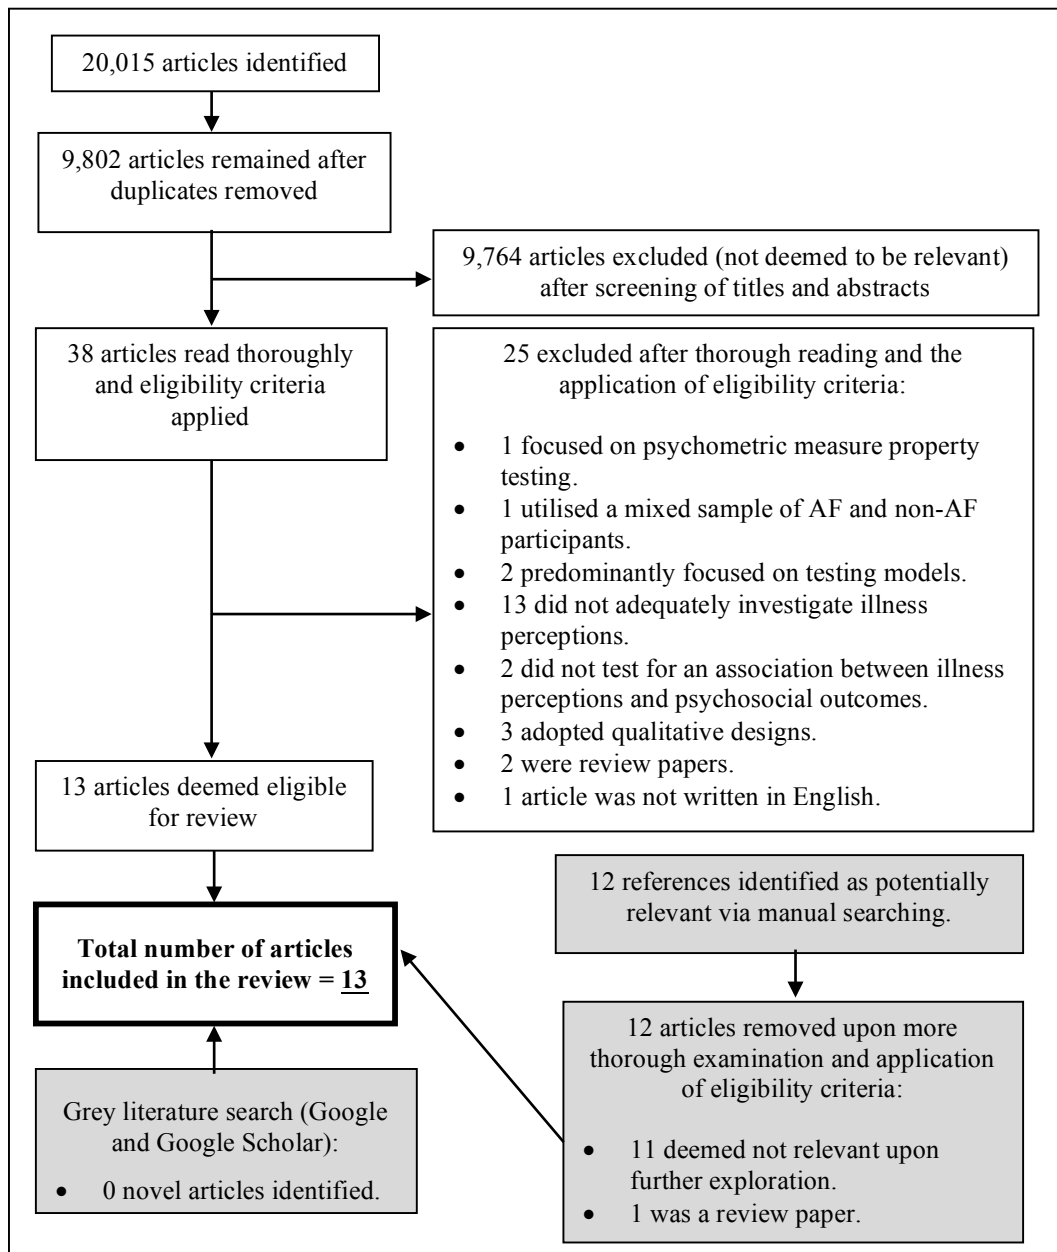 20,015 articles identified
9,802 articles remained after
duplicates removed
9,764 articles excluded (not deemed to be relevant)
after screening of titles and abstracts
38 articles read thoroughly
and eligibility criteria
applied
25 excluded after thorough reading and the
application of eligibility criteria:
• 1 focused on psychometric measure property
testing.
• 1 utilised a mixed sample of AF and non-AF
participants.
• 2 predominantly focused on testing models.
• 13 did not adequately investigate illness
perceptions.
• 2 did not test for an association between illness
perceptions and psychosocial outcomes.
• 3 adopted qualitative designs.
• 2 were review papers.
• 1 article was not written in English.
13 articles deemed eligible
for review
12 references identified as potentially
relevant via manual searching.
Total number of articles
included in the review = 13
12 articles removed upon more
thorough examination and application
of eligibility criteria:
• 11 deemed not relevant upon
further exploration.
• 1 was a review paper.
Grey literature search (Google
and Google Scholar):
• 0 novel articles identified.